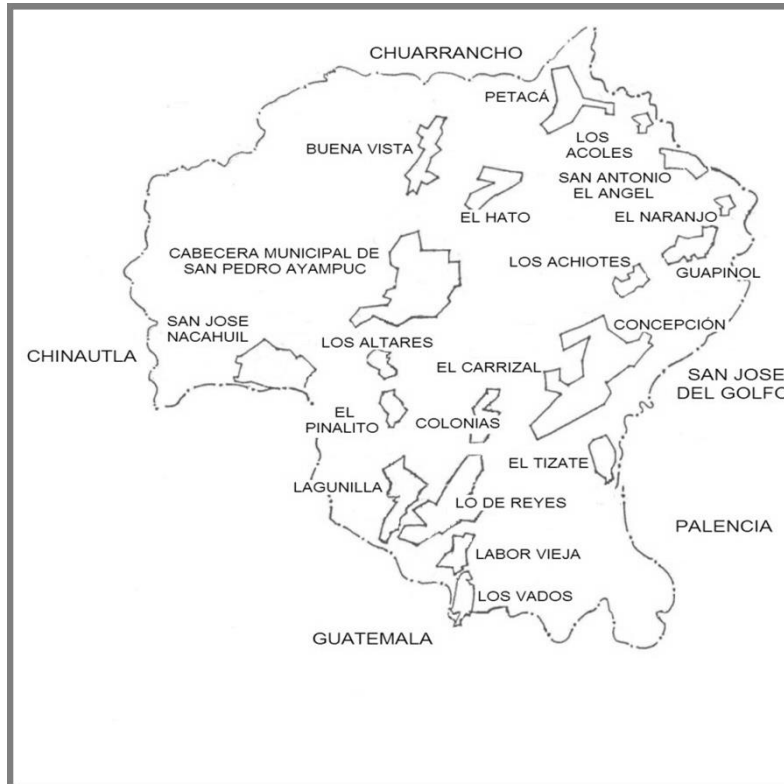 CHUARRANCHO
PETACÁ
BUENA VISTA
LOS
ACOLES
SAN ANTONIO
EL ANGEL
EL HATO
EL NARANJO
CABECERA MUNICIPAL DE
SAN PEDRO AYAMPUC
LOS ACHIOTES
GUAPINOL
SAN JOSE
NACAHUIL
CONCEPCIÓN
LOS ALTARES
CHINAUTLA
EL CARRIZAL
SAN JOSE
DEL GOLFO
EL
PINALITO
COLONIAS
EL TIZATE
LAGUNILLA
LO DE REYES
PALENCIA
LABOR VIEJA
LOS VADOS
GUATEMALA